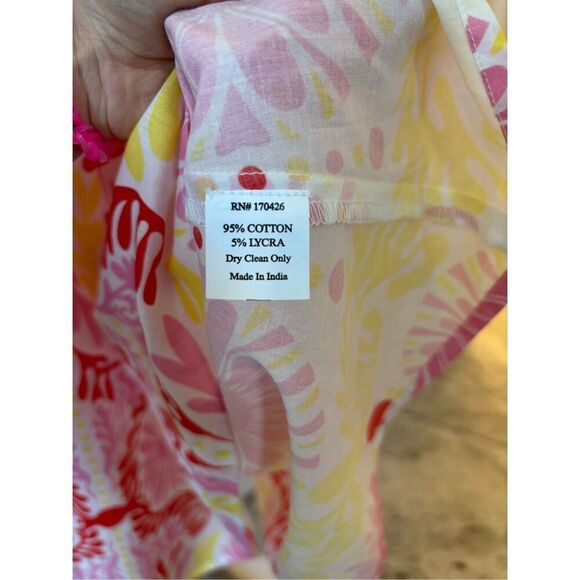 RN# 170426
95% COTTON
5% LYCRA
Dry Clean Only
Made In India